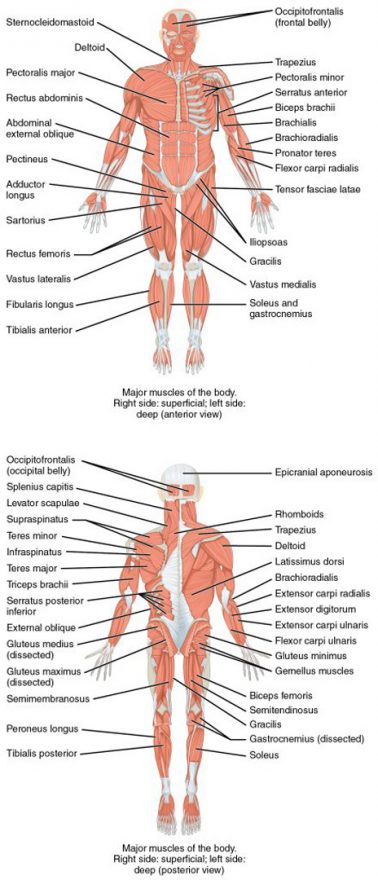 Sternocleidomastoid
Deltoid
Pectoralis major
Rectus abdominis
Abdominal
external oblique
Pectineus
Adductor
longus
Sartorius
Rectus femoris
Vastus lateralis
Fibularis longus
Tibialis anterior
Occipitofrontalis
(frontal belly)
Trapezius
Pectoralis minor
Serratus anterior
Biceps brachii
Brachialis
Brachioradialis
Pronator teres
Flexor carpi radialis
Tensor fasciae latae
Iliopsoas
Gracilis
Vastus medialis
Soleus and
gastrocnemius
Major muscles of the body.
Right side: superficial; left side:
deep (anterior view)
Occipitofrontalis
(occipital belly)
Splenius capitis
Levator scapulae
Supraspinatus
Teres minor
Infraspinatus
Teres major
Triceps brachii
Serratus posterior
inferior
External oblique
Gluteus medius
(dissected)
Gluteus maximus
(dissected)
Semimembranosus
Peroneus longus
Tibialis posterior
Epicranial aponeurosis
Rhomboids
Trapezius
Deltoid
Latissimus dorsi
Brachioradialis
Extensor carpi radialis
Extensor digitorum
Extensor carpi ulnaris
Flexor carpi ulnaris
Gluteus minimus
Gemellus muscles
Biceps femoris
Semitendinosus
Gracilis
Gastrocnemius (dissected)
Soleus
Major muscles of the body.
Right side: superficial; left side:
deep (posterior view)